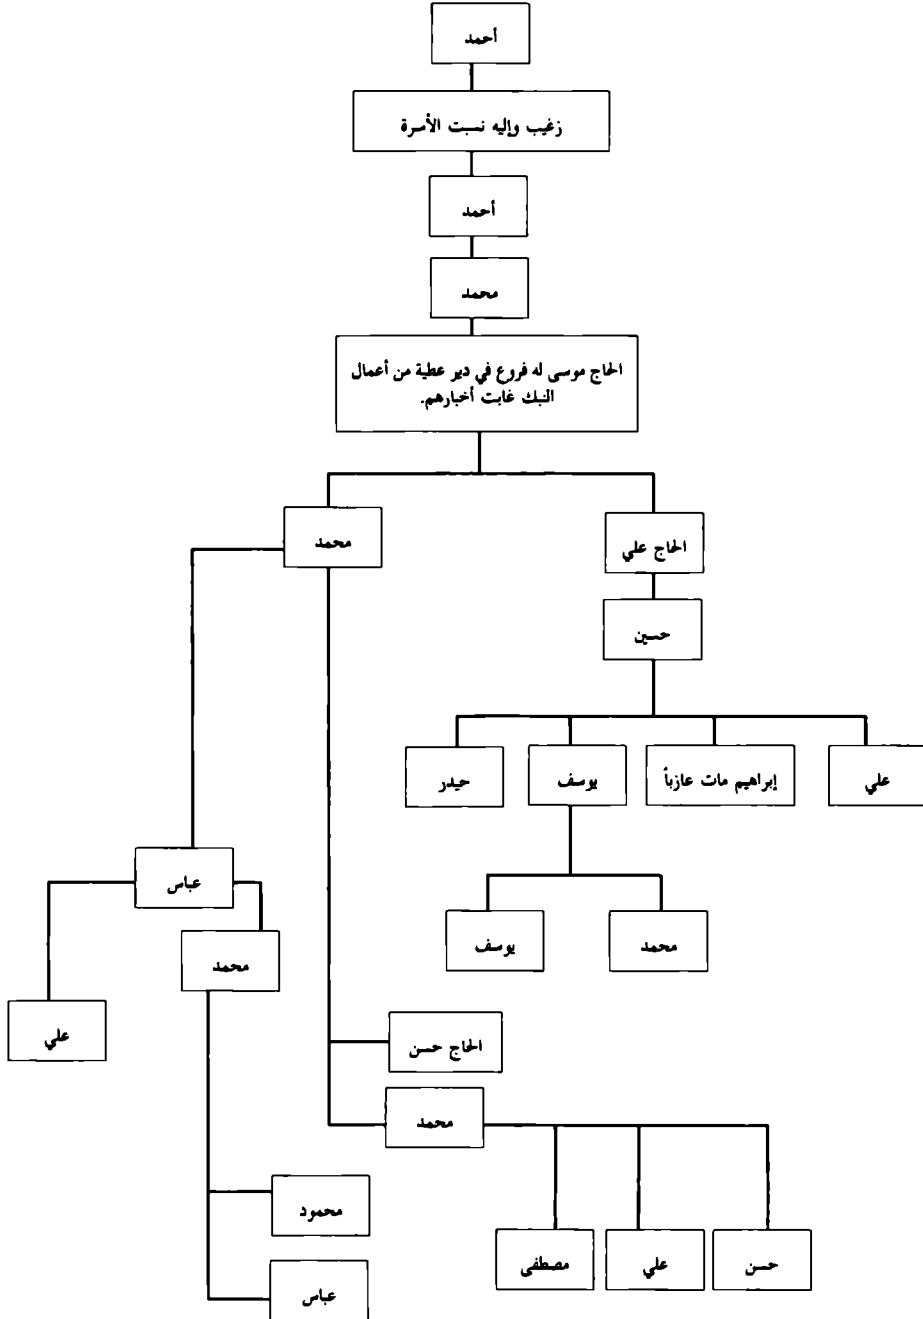 أحمد
زغيب وإليه نسبت الأسرة
أحمد
محمد
الحاج موسى له فروع في دير عطية من أعمال
النبك غابت أخبارهم.
محمد
الحاج علي
حسين
علي
إبراهيم مات عازباً
يوسف
حيدر
عباس
محمد
يوسف
محمد
علي
الحاج حسن
محمد
محمود
حسن
علي
مصطفى
عباس